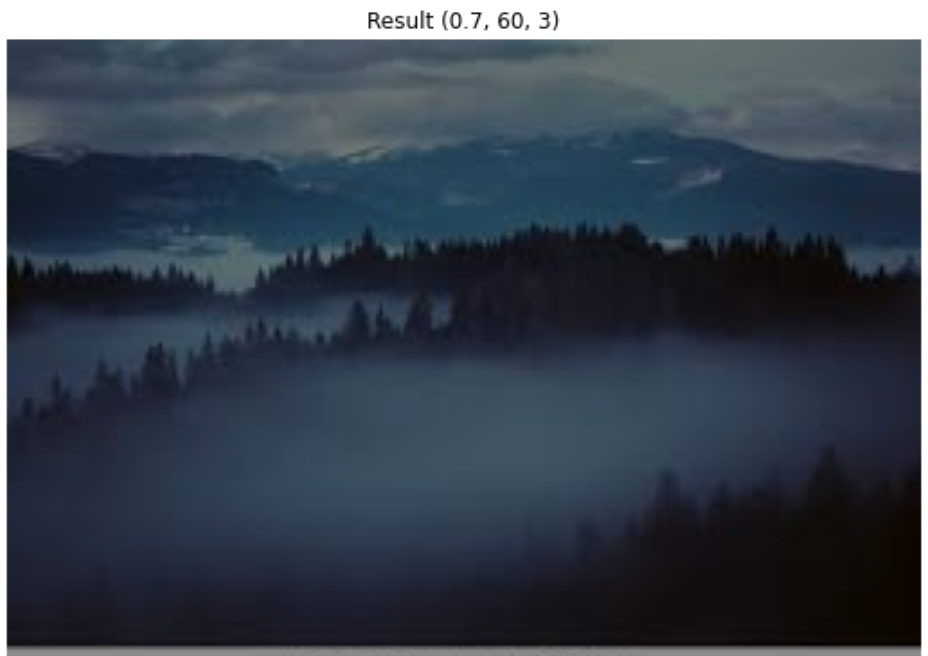 Result (0.7, 60, 3)